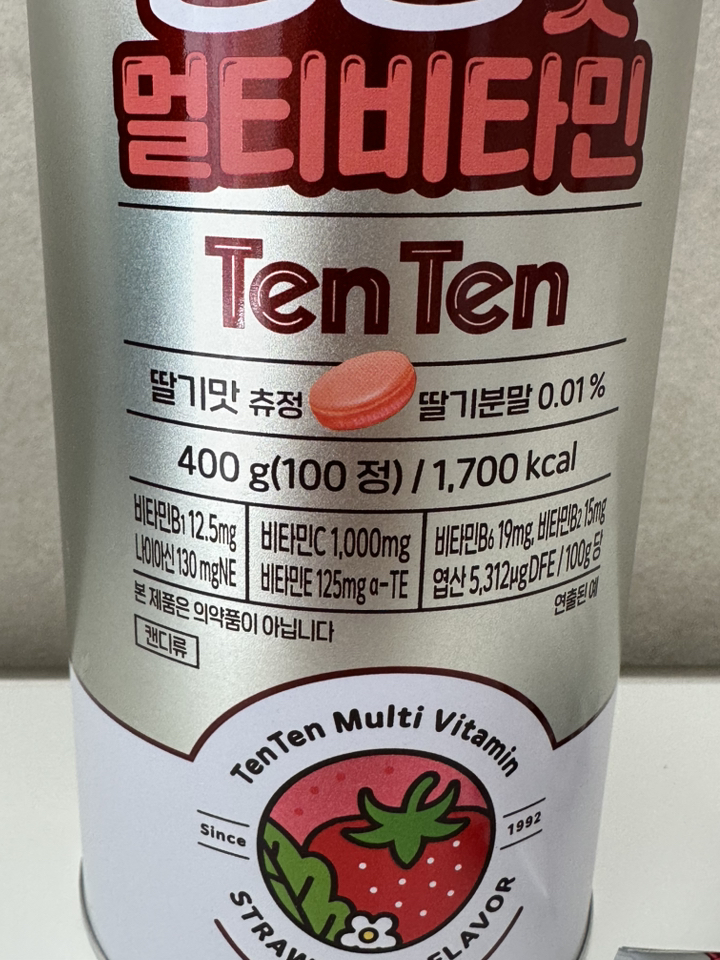 멀티비타민
Ten Ten
딸기맛 츄정 딸기분말 0.01 %
400 g(100 정) / 1,700 kcal
비타민B1 12.5mg
나이아신 130 mgNE
비타민C 1,000mg
비타민E 125mg α-TE
비타민B6 19mg, 비타민B2 15mg
엽산 5,312μgDFE / 100g 당
본 제품은 의약품이 아닙니다
연출된 예
캔디류
TenTen Multi Vitamin
Since 1992
FLAVOR